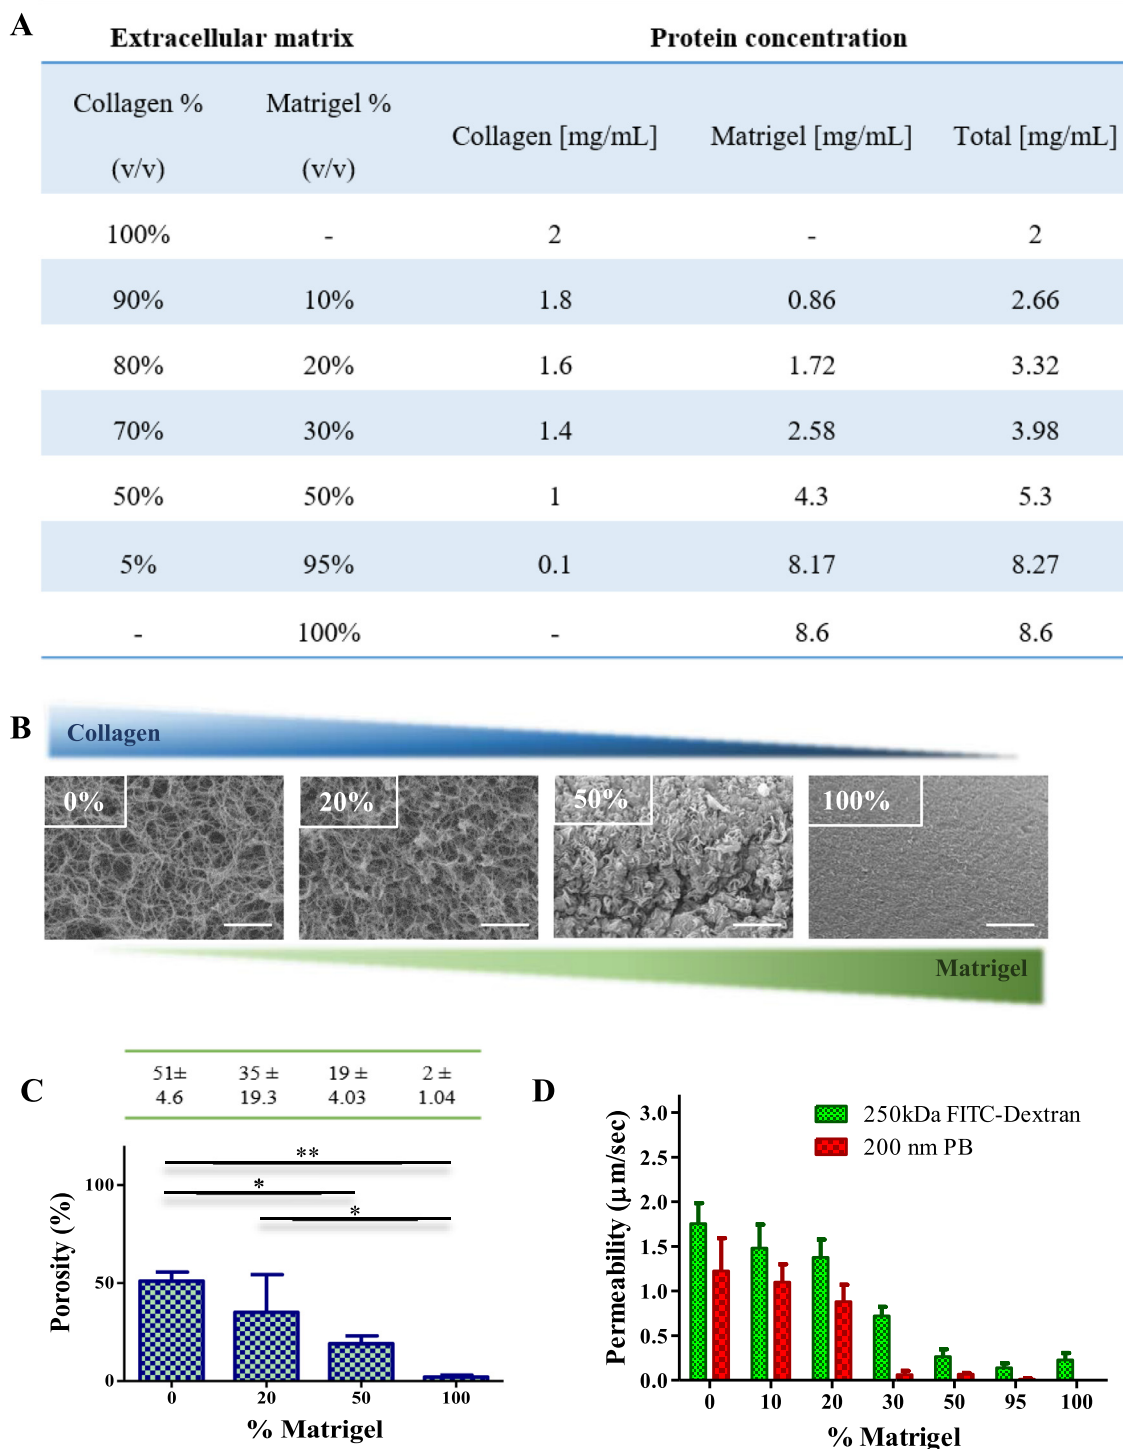 A
Extracellular matrix Protein concentration
Collagen % Matrigel %
Collagen [mg/mL] Matrigel [mg/mL] Total [mg/mL]
(v/v) (v/v)
100% - 2 - 2
90% 10% 1.8 0.86 2.66
80% 20% 1.6 1.72 3.32
70% 30% 1.4 2.58 3.98
50% 50% 1 4.3 5.3
5% 95% 0.1 8.17 8.27
- 100% - 8.6 8.6
B
Collagen
0% 20% 50% 100%
Matrigel
C
51± 35 ± 19 ± 2 ±
4.6 19.3 4.03 1.04
**
*
*
Porosity (%)
100
50
0
0 20 50 100
% Matrigel
D
250kDa FITC-Dextran
200 nm PB
Permeability (µm/sec)
3.0
2.5
2.0
1.5
1.0
0.5
0.0
0 10 20 30 50 95 100
% Matrigel